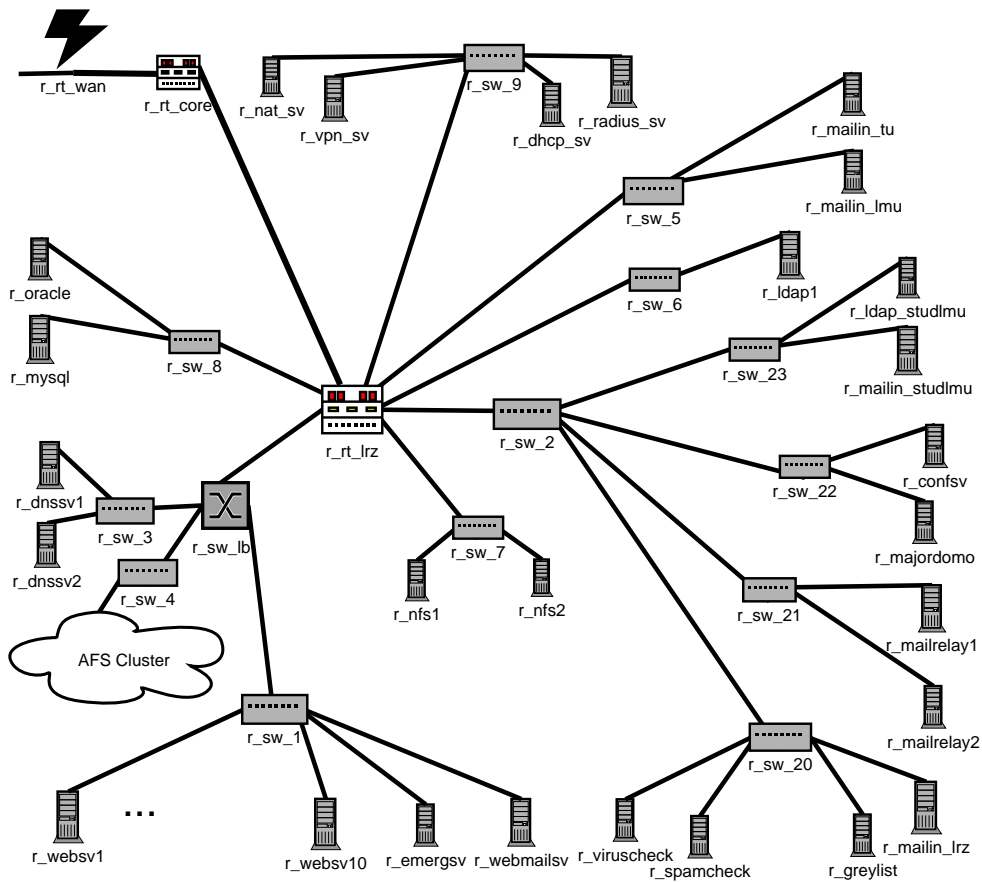 r_rt_wan
r_rt_core
r_nat_sv
r_vpn_sv
r_sw_9
r_dhcp_sv
r_radius_sv
r_mailin_tu
r_sw_5
r_mailin_lmu
r_sw_6
r_ldap1
r_ldap_studlmu
r_sw_23
r_mailin_studlmu
r_oracle
r_mysql
r_sw_8
r_rt_lrz
r_sw_2
r_sw_22
r_confsv
r_majordomo
r_dnssv1
r_sw_3
r_sw_lb
r_dnssv2
r_sw_4
r_sw_7
r_nfs1
r_nfs2
r_sw_21
r_mailrelay1
r_mailrelay2
AFS Cluster
r_sw_1
r_sw_20
...
r_websv1
r_websv10
r_emergsv
r_webmailsv
r_viruscheck
r_spamcheck
r_greylist
r_mailin_lrz